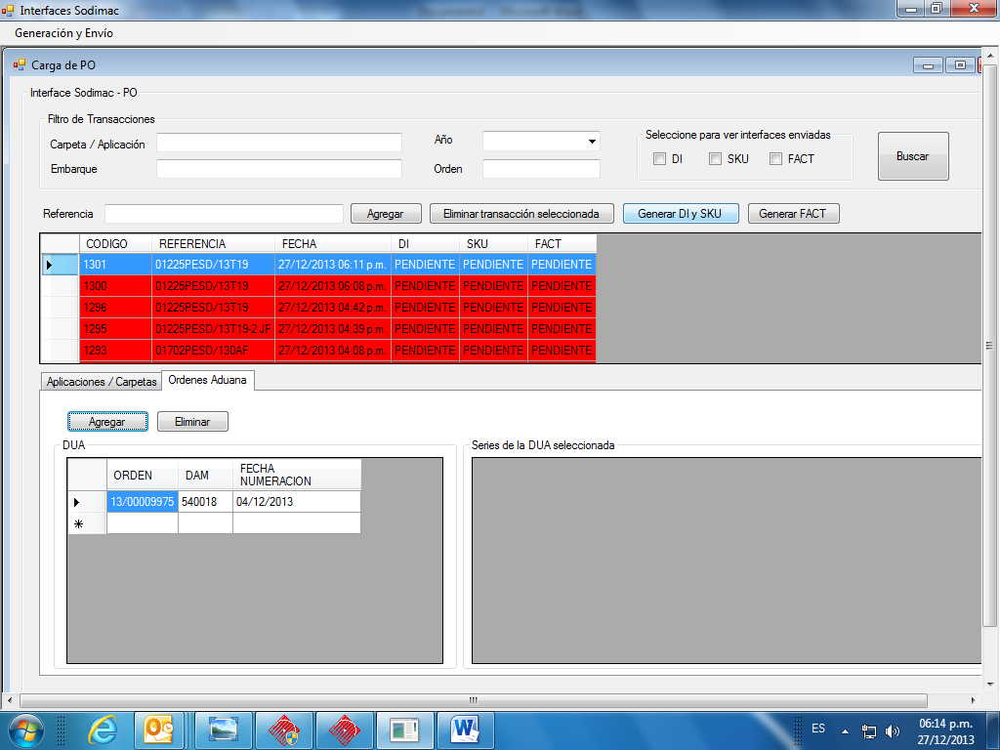 Interfaces Sodimac
Generación y Envío
Carga de PO
Interface Sodimac - PO
Filtro de Transacciones
Carpeta / Aplicación
Año
Seleccione para ver interfaces enviadas
DI SKU FACT
Buscar
Embarque
Orden
Referencia
Agregar
Eliminar transacción seleccionada
Generar DI y SKU
Generar FACT
CODIGO REFERENCIA FECHA DI SKU FACT
1301 01225PESD/13T19 27/12/2013 06:11 p.m. PENDIENTE PENDIENTE PENDIENTE
1300 01225PESD/13T19 27/12/2013 06:08 p.m. PENDIENTE PENDIENTE PENDIENTE
1296 01225PESD/13T19 27/12/2013 04:42 p.m. PENDIENTE PENDIENTE PENDIENTE
1295 01225PESD/13T19-2 JF 27/12/2013 04:39 p.m. PENDIENTE PENDIENTE PENDIENTE
1293 01702PESD/130AF 27/12/2013 04:08 p.m. PENDIENTE PENDIENTE PENDIENTE
Aplicaciones / Carpetas Ordenes Aduana
Agregar Eliminar
DUA
Series de la DUA seleccionada
ORDEN DAM FECHA
NUMERACION
13/00009975 540018 04/12/2013
ES
06:14 p.m.
27/12/2013